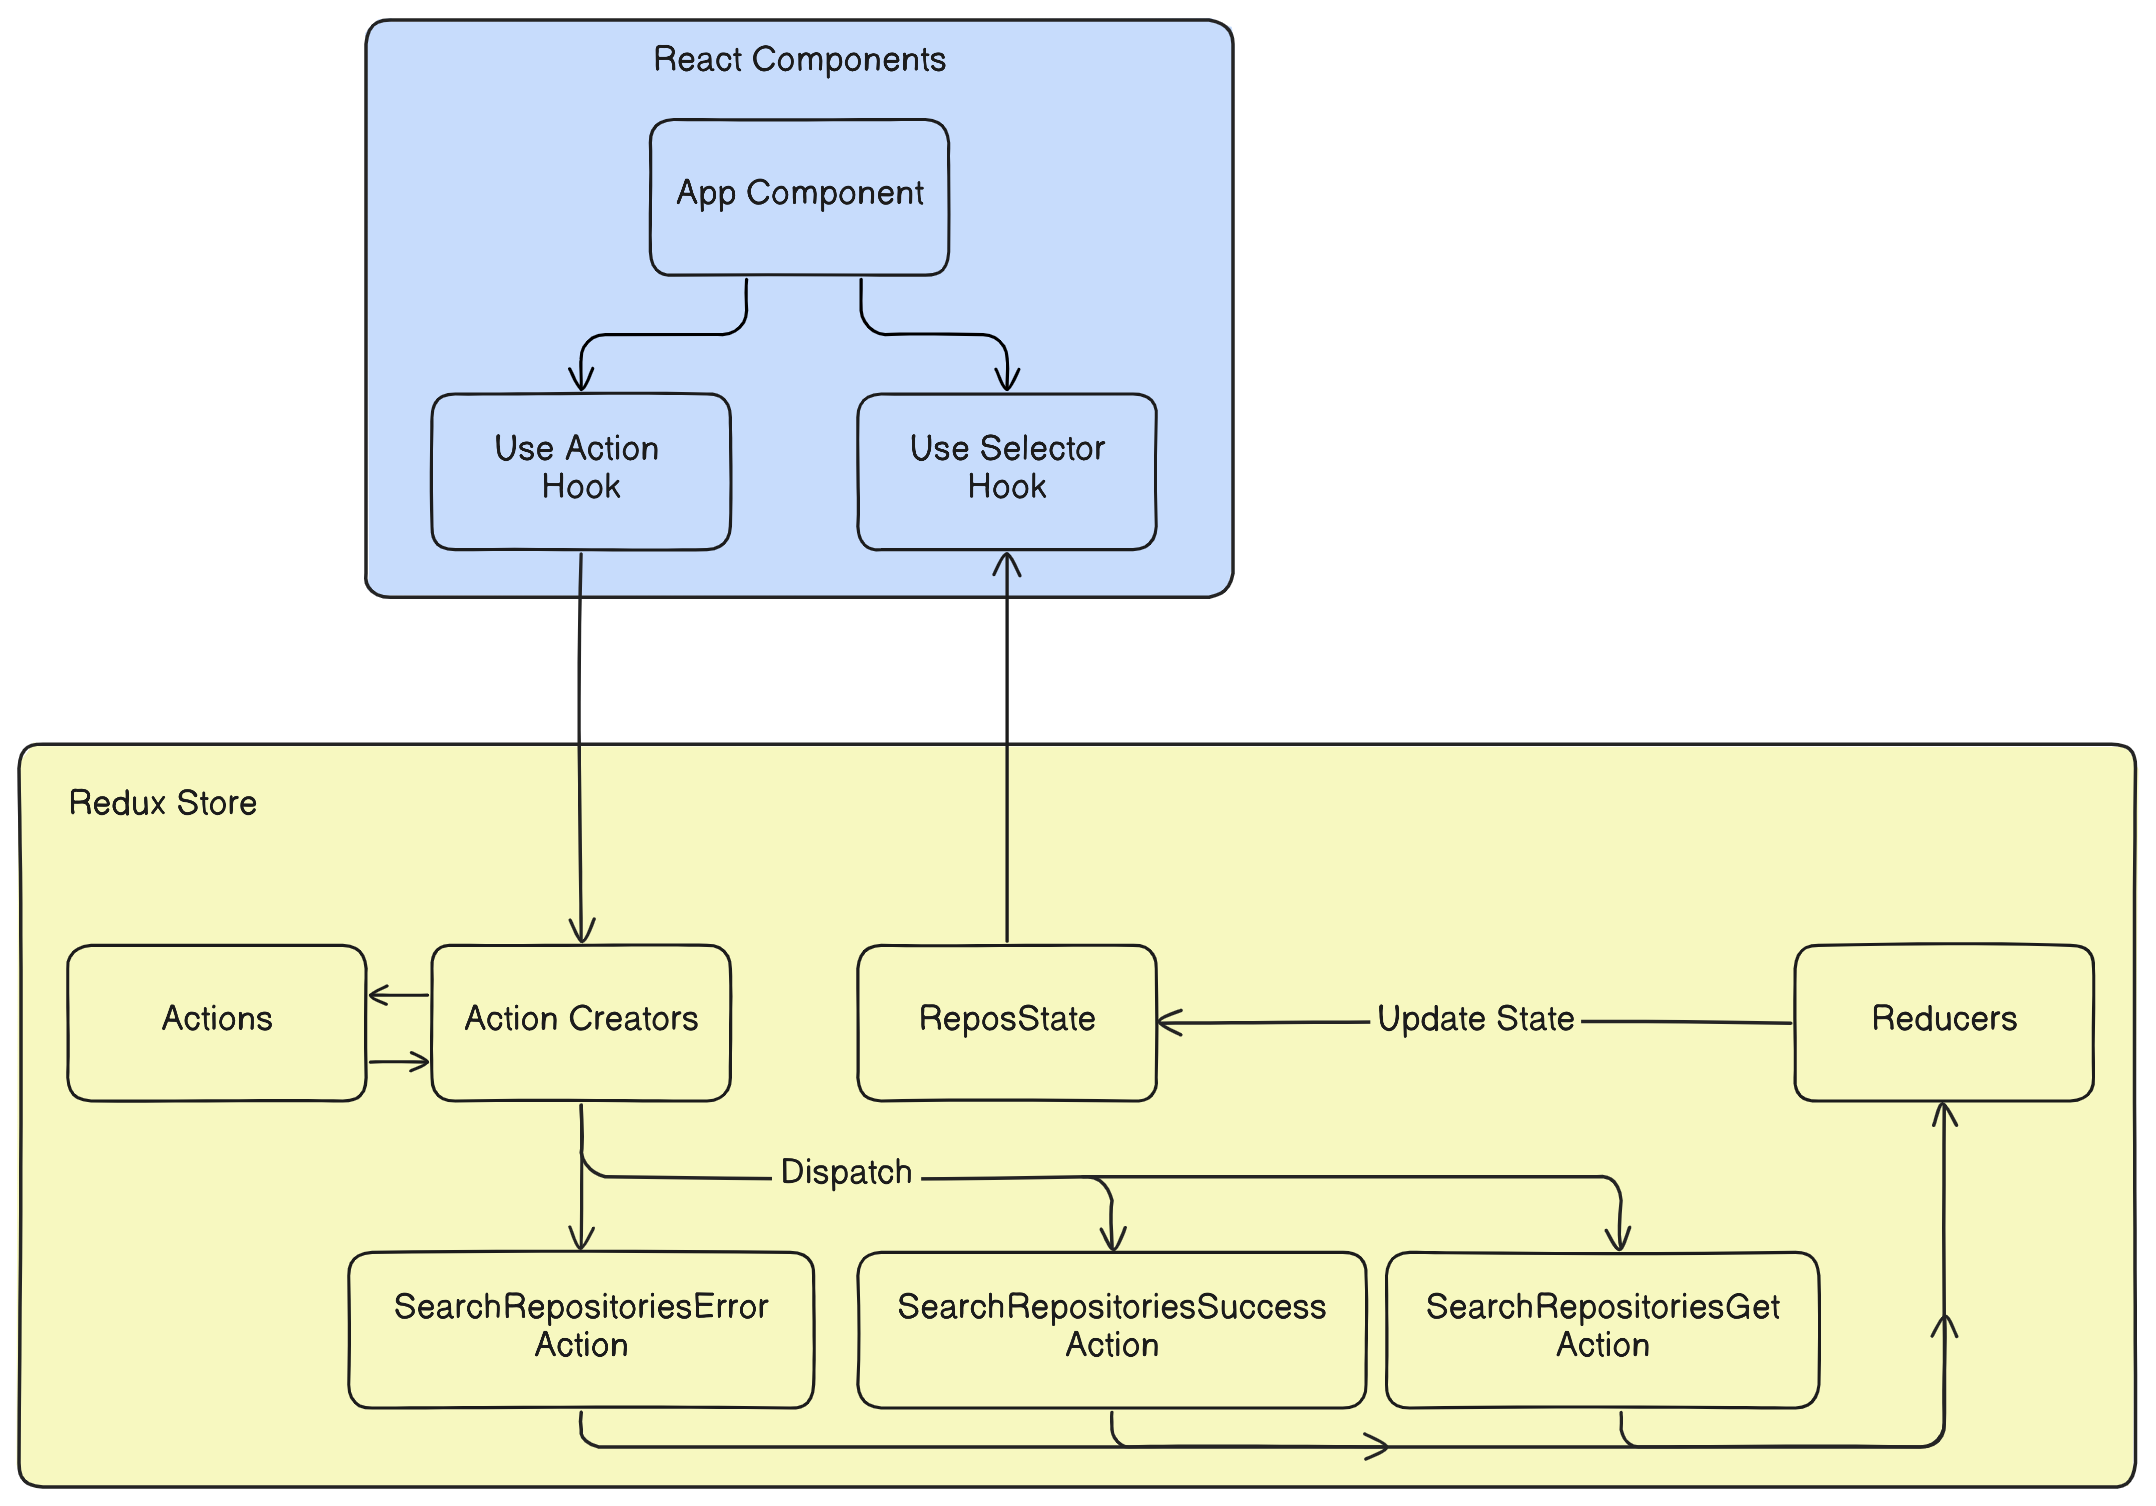 React Components
App Component
Use Action
Hook
Use Selector
Hook
Redux Store
Actions
Action Creators
ReposState
Update State
Reducers
Dispatch
SearchRepositoriesError
Action
SearchRepositoriesSuccess
Action
SearchRepositoriesGet
Action